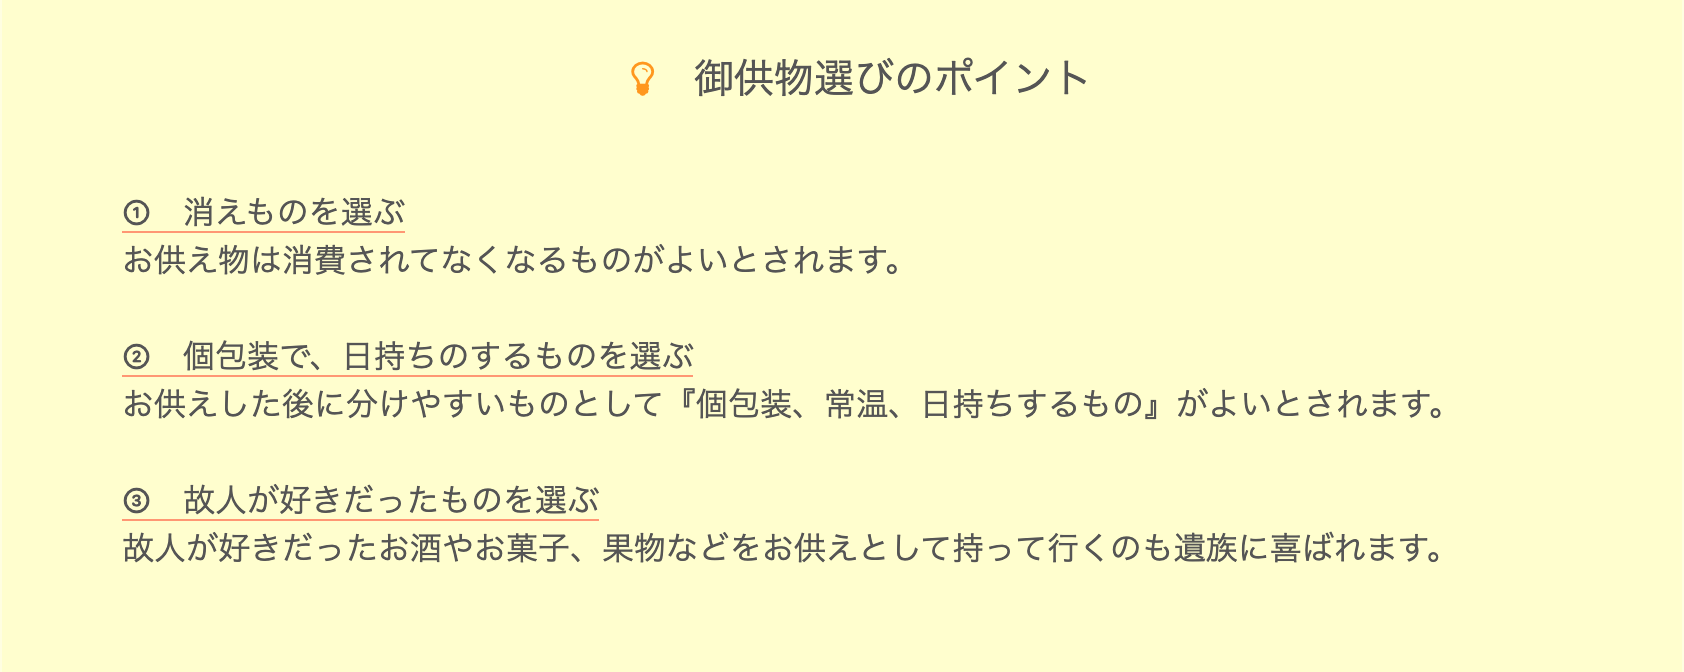 御供物選びのポイント
① 消えものを選ぶ
お供え物は消費されてなくなるものがよいとされます。
② 個包装で、日持ちのするものを選ぶ
お供えした後に分けやすいものとして『個包装、常温、日持ちするもの』がよいとされます。
③ 故人が好きだったものを選ぶ
故人が好きだったお酒やお菓子、果物などをお供えとして持って行くのも遺族に喜ばれます。